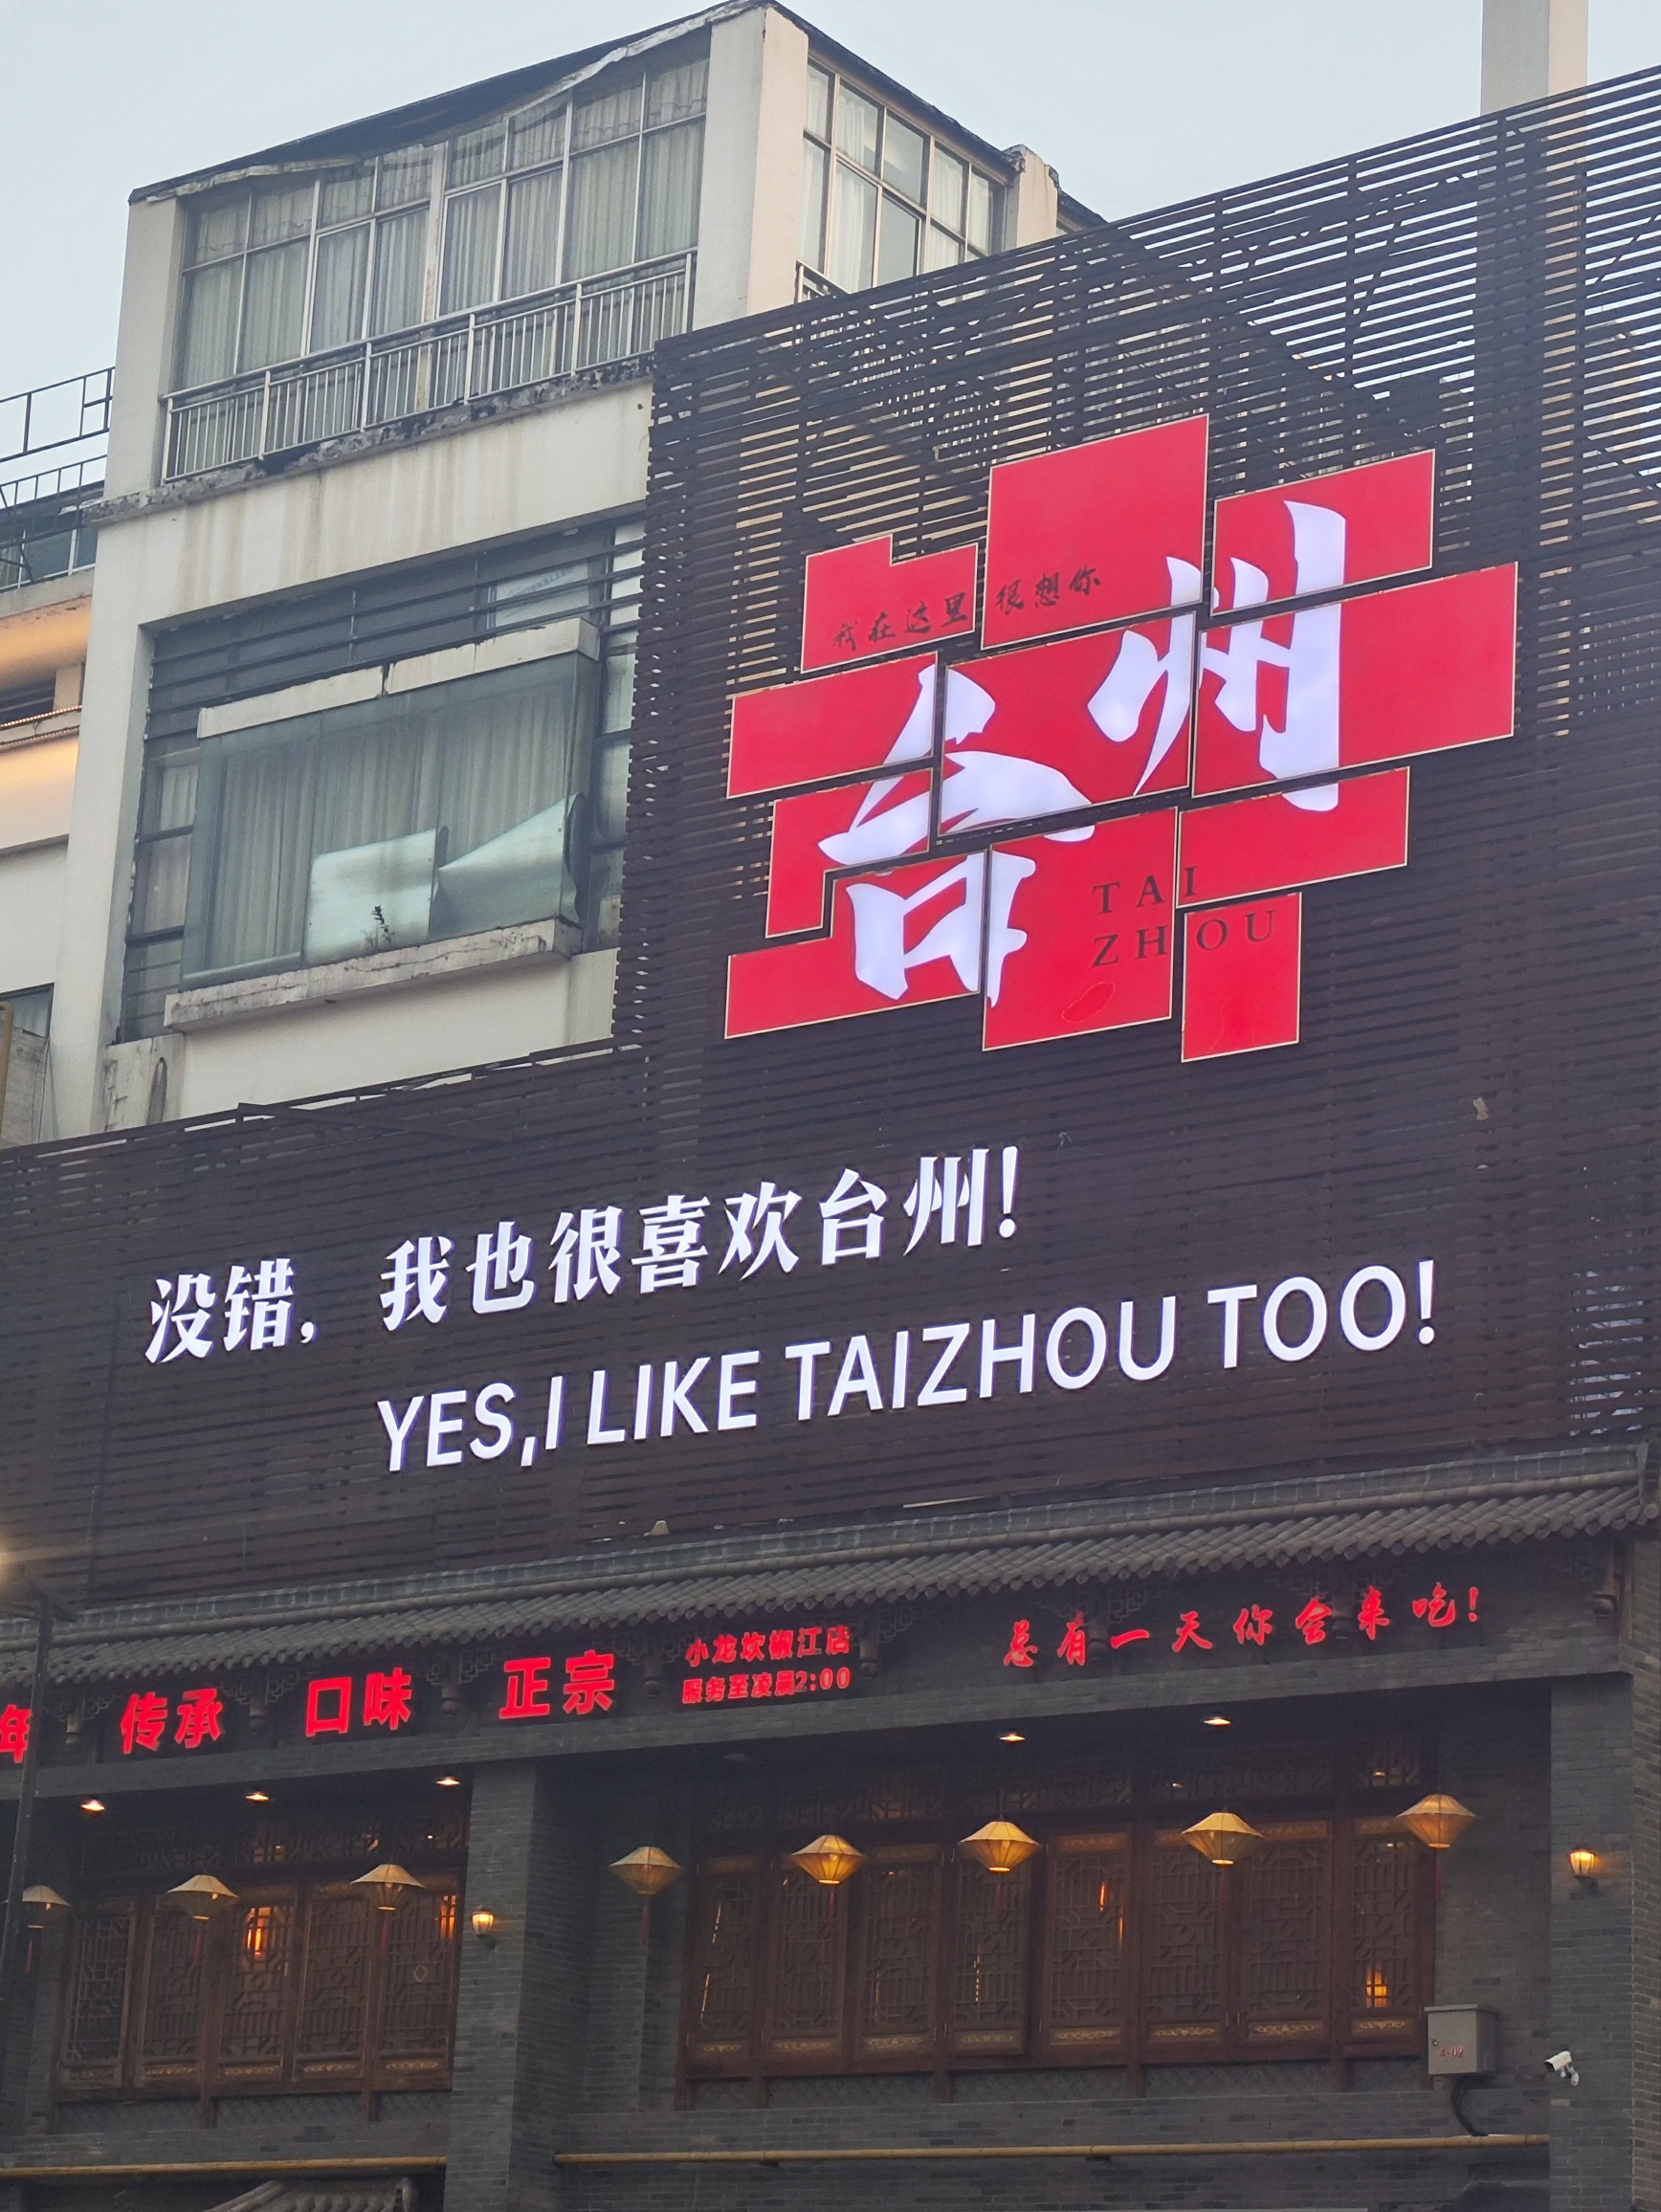 我在这里 很想你
台州
TAI
ZHOU
没错，我也很喜欢台州！
YES,I LIKE TAIZHOU TOO!
年 传承 口味 正宗
小龙坎椒江店
服务至凌晨2:00
总有一天你会来吃！